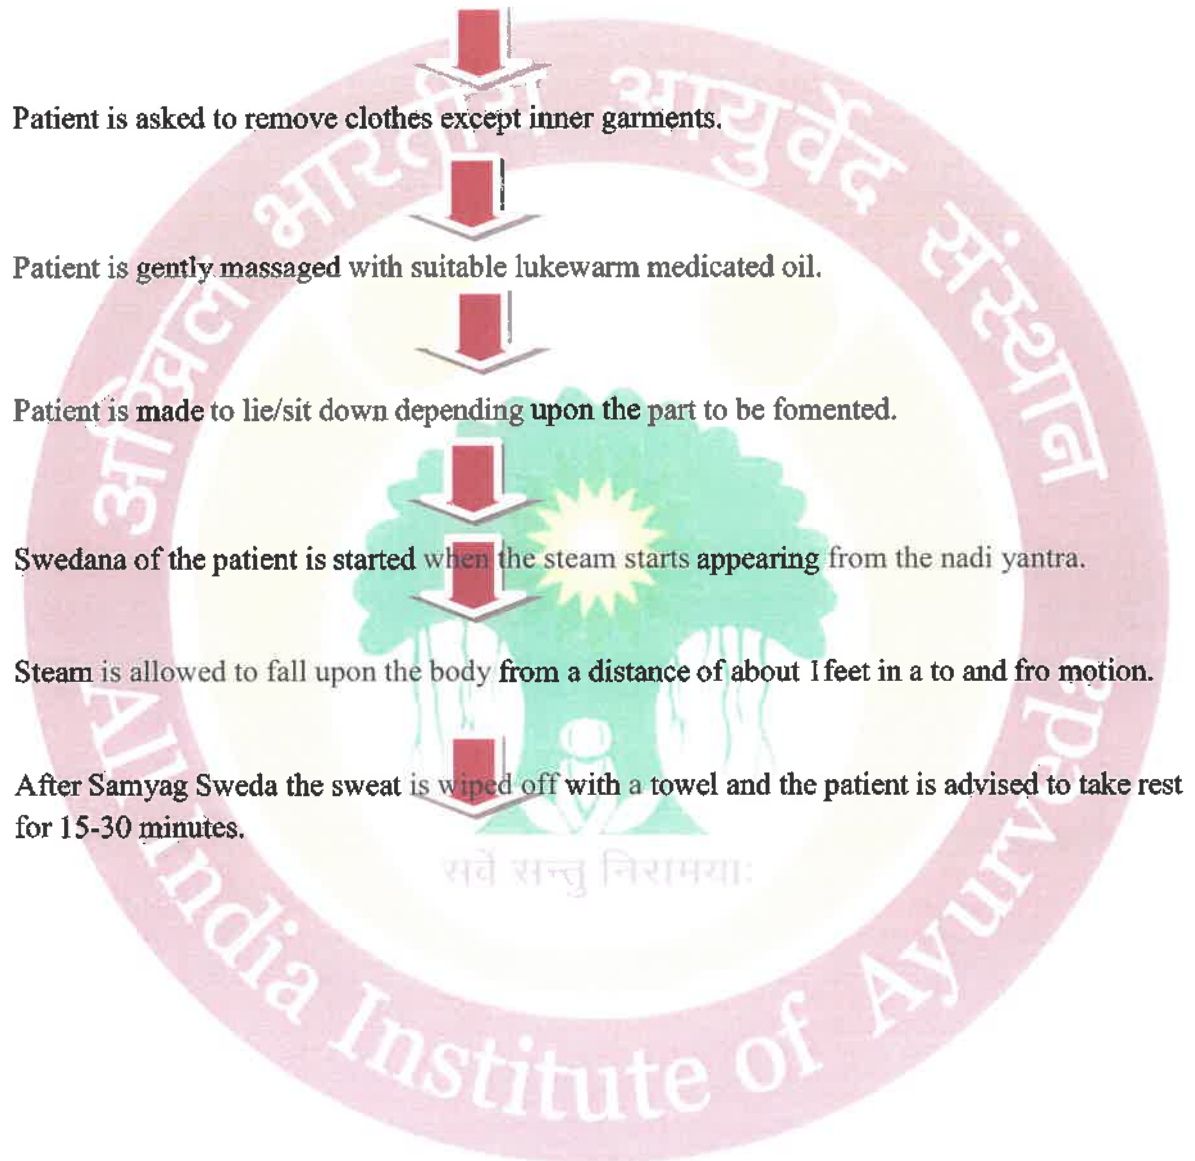 अखिल भारतीय आयुर्वेद संस्थान
Patient is asked to remove clothes except inner garments.
Patient is gently massaged with suitable lukewarm medicated oil.
Patient is made to lie/sit down depending upon the part to be fomented.
Swedana of the patient is started when the steam starts appearing from the nadi yantra.
Steam is allowed to fall upon the body from a distance of about 1feet in a to and fro motion.
After Samyag Sweda the sweat is wiped off with a towel and the patient is advised to take rest
for 15-30 minutes.
सर्वे सन्तु निरामयाः
All India Institute of Ayurveda